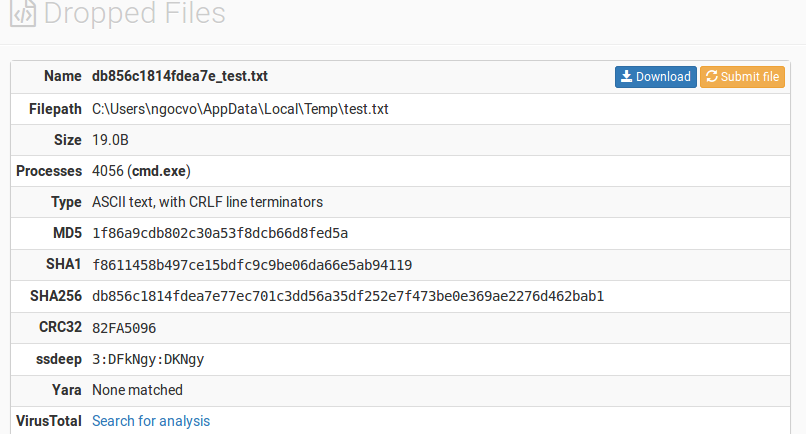 Dropped Files
Name db856c1814fdea7e_test.txt Download Submit file
Filepath C:\Users\ngocvo\AppData\Local\Temp\test.txt
Size 19.0B
Processes 4056 (cmd.exe)
Type ASCII text, with CRLF line terminators
MD5 1f86a9cdb802c30a53f8dcb66d8fed5a
SHA1 f8611458b497ce15bdfc9c9be06da66e5ab94119
SHA256 db856c1814fdea7e77ec701c3dd56a35df252e7f473be0e369ae2276d462bab1
CRC32 82FA5096
ssdeep 3:DFkNgy:DKNgy
Yara None matched
VirusTotal Search for analysis